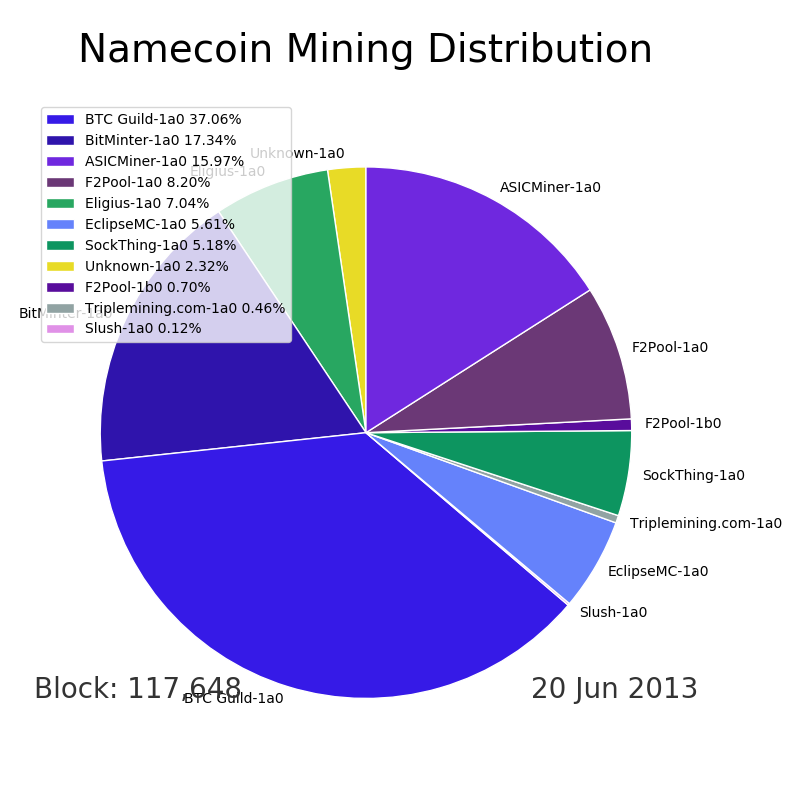 Namecoin Mining Distribution
BTC Guild-1a0 37.06%
BitMinter-1a0 17.34%
ASICMiner-1a0 15.97%
F2Pool-1a0 8.20%
Eligius-1a0 7.04%
EclipseMC-1a0 5.61%
SockThing-1a0 5.18%
Unknown-1a0 2.32%
F2Pool-1b0 0.70%
Triplemining.com-1a0 0.46%
Slush-1a0 0.12%
Unknown-1a0
Eligius-1a0
BitMinter-1a0
ASICMiner-1a0
F2Pool-1a0
F2Pool-1b0
SockThing-1a0
Triplemining.com-1a0
EclipseMC-1a0
Slush-1a0
BTC Guild-1a0
Block: 117,648
20 Jun 2013